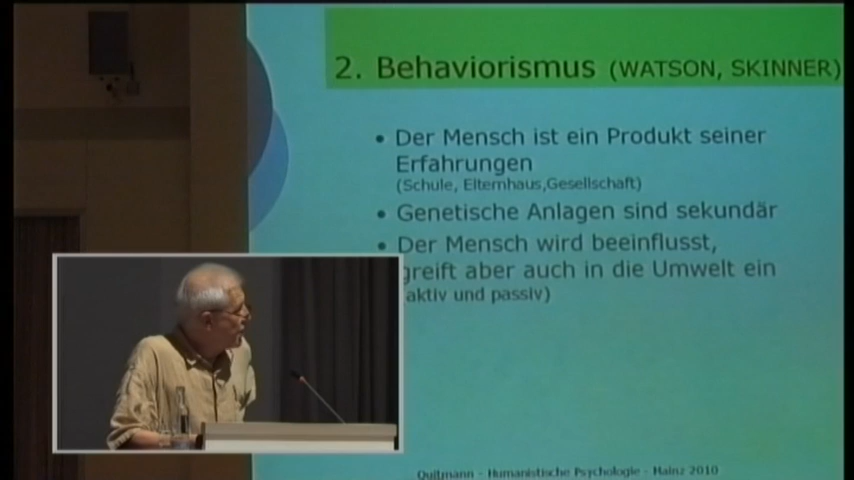 2. Behaviorismus (WATSON, SKINNER)
• Der Mensch ist ein Produkt seiner
Erfahrungen
(Schule, Elternhaus,Gesellschaft)
• Genetische Anlagen sind sekundär
• Der Mensch wird beeinflusst,
greift aber auch in die Umwelt ein
aktiv und passiv)
Quitmann - Humanistische Psychologie - Mainz 2010